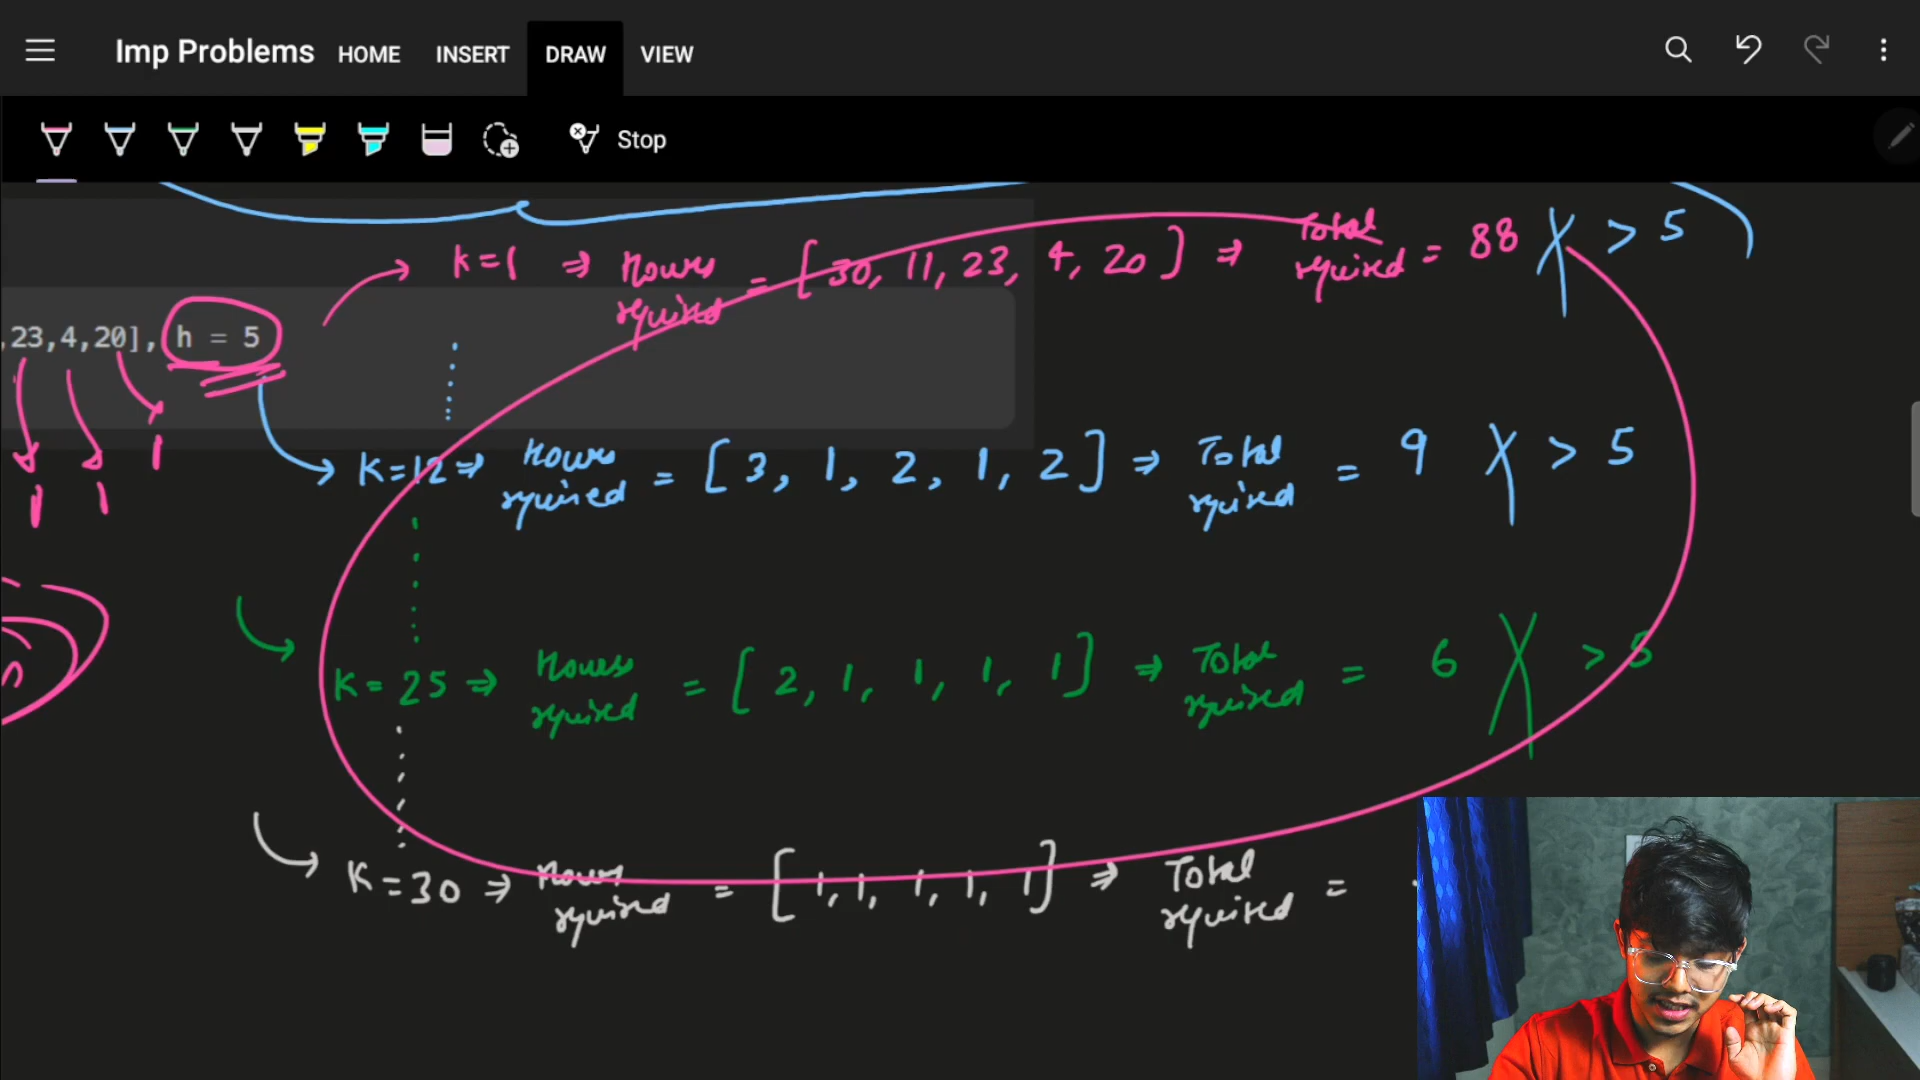 Imp Problems HOME INSERT DRAW VIEW
Stop
K=1 ⇒ Hours required = [30, 11, 23, 4, 20] ⇒ Total required = 88 X > 5
,23,4,20], h = 5
1 1 1
K=12 ⇒ Hours required = [3, 1, 2, 1, 2] ⇒ Total required = 9 X > 5
K=25 ⇒ Hours required = [2, 1, 1, 1, 1] ⇒ Total required = 6 X > 5
K=30 ⇒ Hours required = [1, 1, 1, 1, 1] ⇒ Total required =